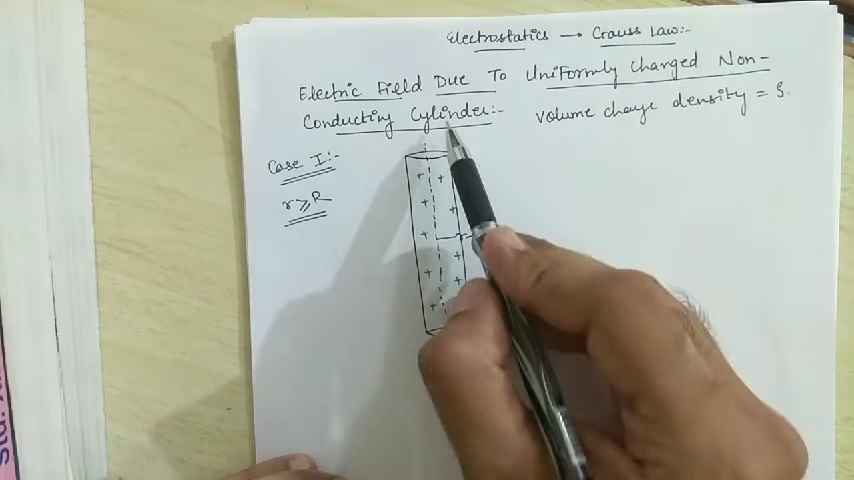 Electrostatics → Gauss Law:-
Electric Field Due To Uniformly Charged Non-
Conducting Cylinder:- Volume charge density = ρ.
Case I:-
r ≥ R